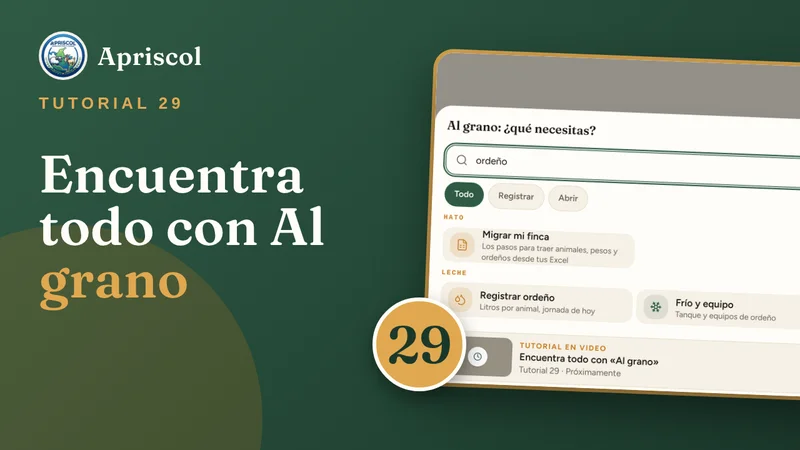 APRISCOL
Apriscol
TUTORIAL 29
Encuentra
todo con Al
grano
Al grano: ¿qué necesitas?
ordeño
Todo
Registrar
Abrir
HATO
Migrar mi finca
Los pasos para traer animales, pesos y
ordeños desde tus Excel
LECHE
Registrar ordeño
Litros por animal, jornada de hoy
Frío y equipo
Tanque y equipos de ordeño
29
TUTORIAL EN VIDEO
Encuentra todo con «Al grano»
Tutorial 29 · Próximamente